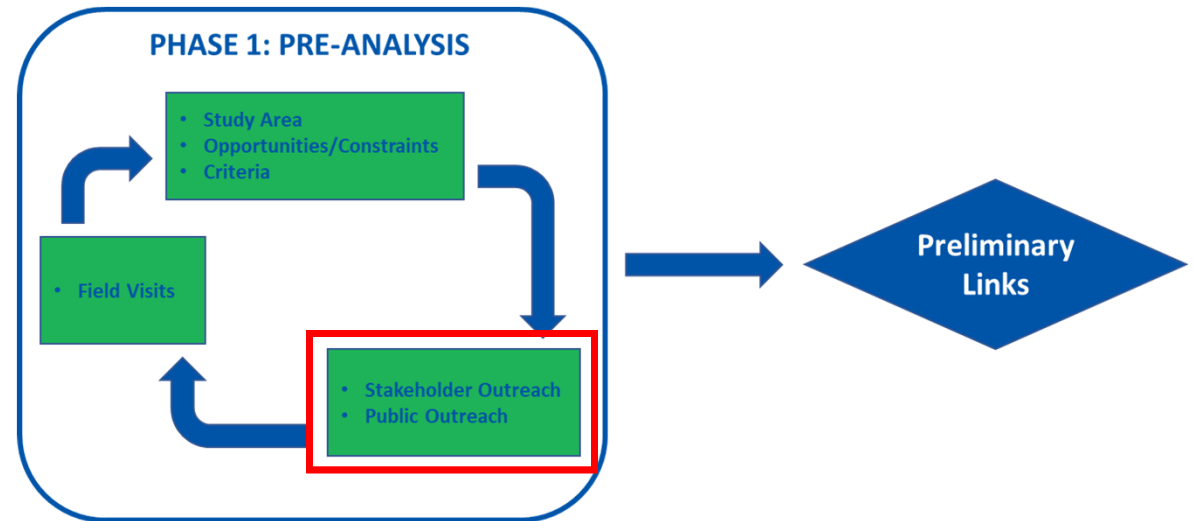 PHASE 1: PRE-ANALYSIS
• Study Area
• Opportunities/Constraints
• Criteria
• Field Visits
• Stakeholder Outreach
• Public Outreach
Preliminary
Links